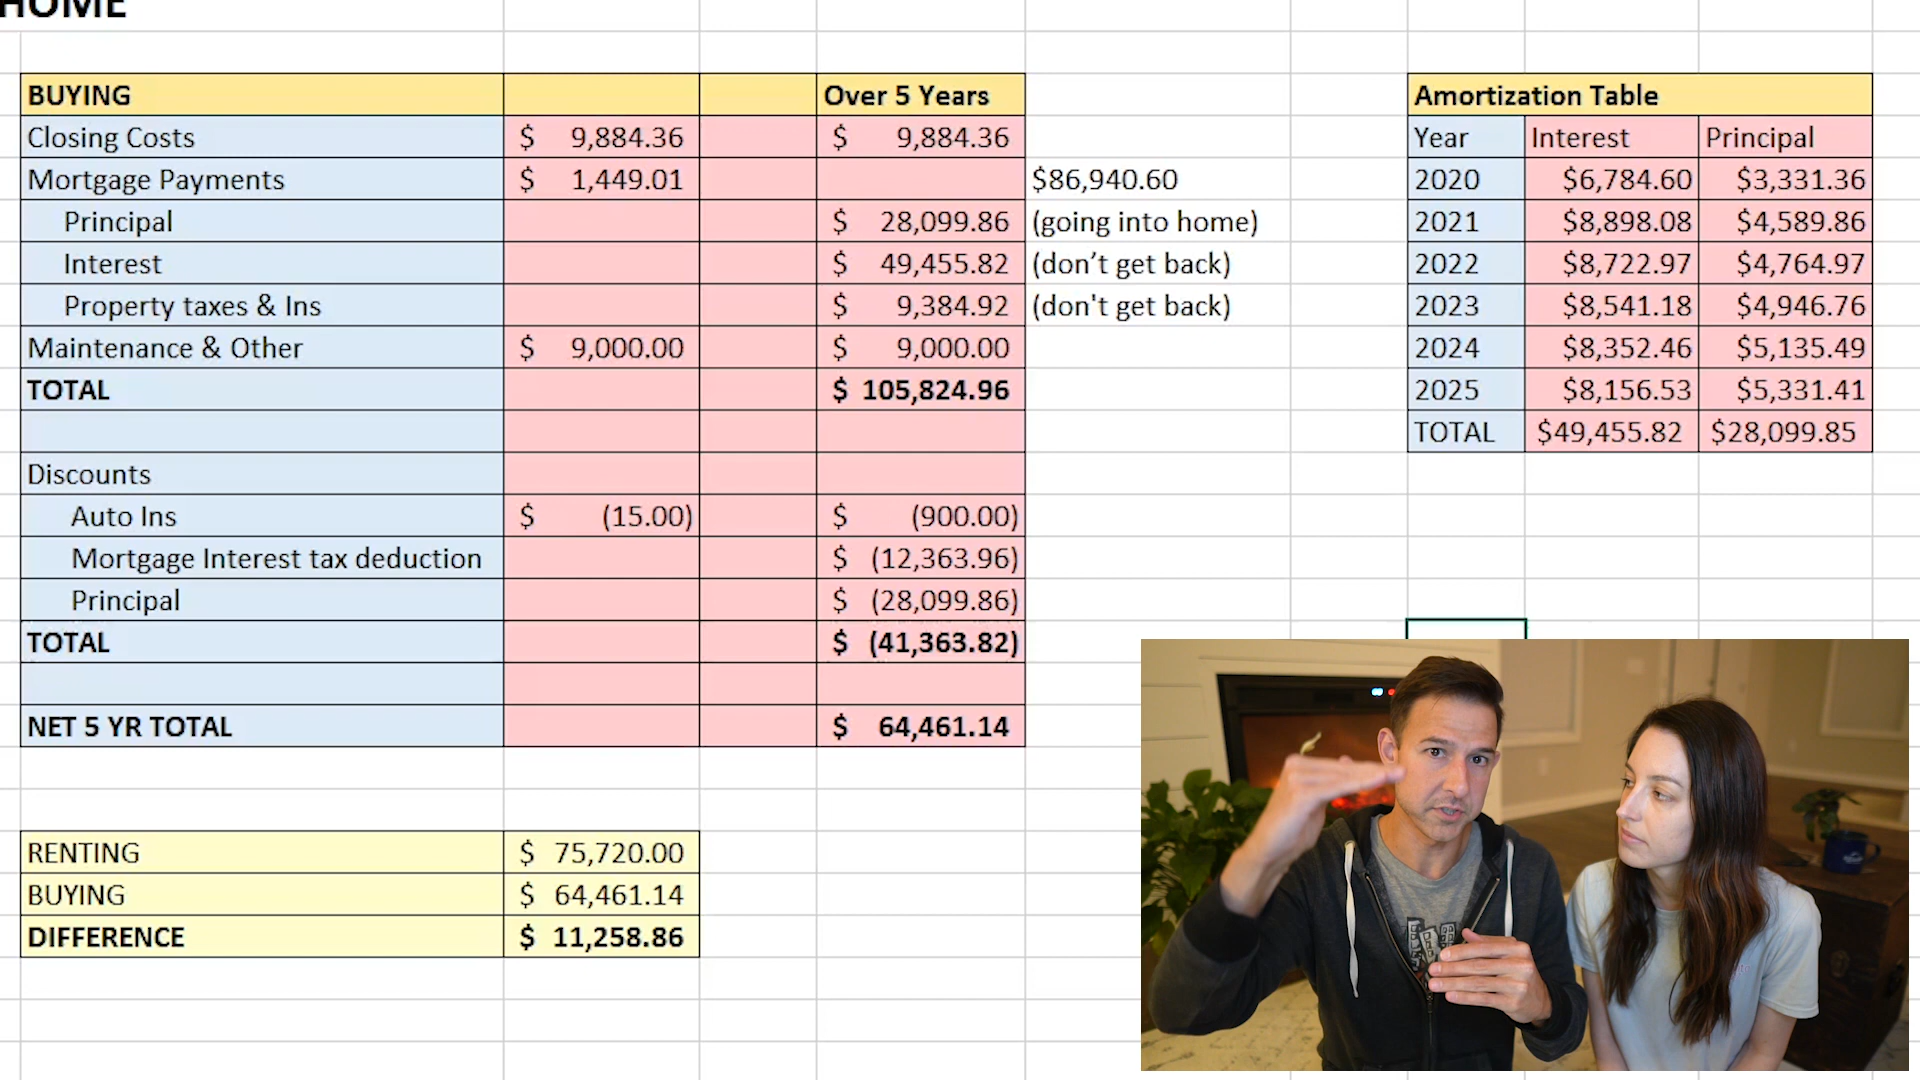 HOME
BUYING Over 5 Years
Closing Costs $ 9,884.36 $ 9,884.36
Mortgage Payments $ 1,449.01 $86,940.60
Principal $ 28,099.86 (going into home)
Interest $ 49,455.82 (don’t get back)
Property taxes & Ins $ 9,384.92 (don't get back)
Maintenance & Other $ 9,000.00 $ 9,000.00
TOTAL $ 105,824.96
Discounts
Auto Ins $ (15.00) $ (900.00)
Mortgage Interest tax deduction $ (12,363.96)
Principal $ (28,099.86)
TOTAL $ (41,363.82)
NET 5 YR TOTAL $ 64,461.14
RENTING $ 75,720.00
BUYING $ 64,461.14
DIFFERENCE $ 11,258.86
Amortization Table
Year Interest Principal
2020 $6,784.60 $3,331.36
2021 $8,898.08 $4,589.86
2022 $8,722.97 $4,764.97
2023 $8,541.18 $4,946.76
2024 $8,352.46 $5,135.49
2025 $8,156.53 $5,331.41
TOTAL $49,455.82 $28,099.85